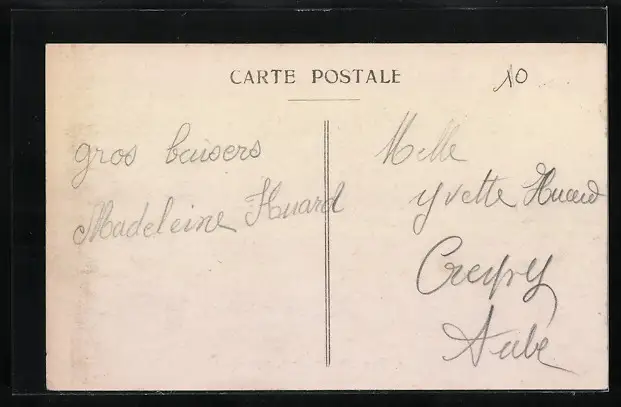 CARTE POSTALE
10
gros baisers
Madeleine Huard
Melle
Yvette Huard
Crespy
Aube